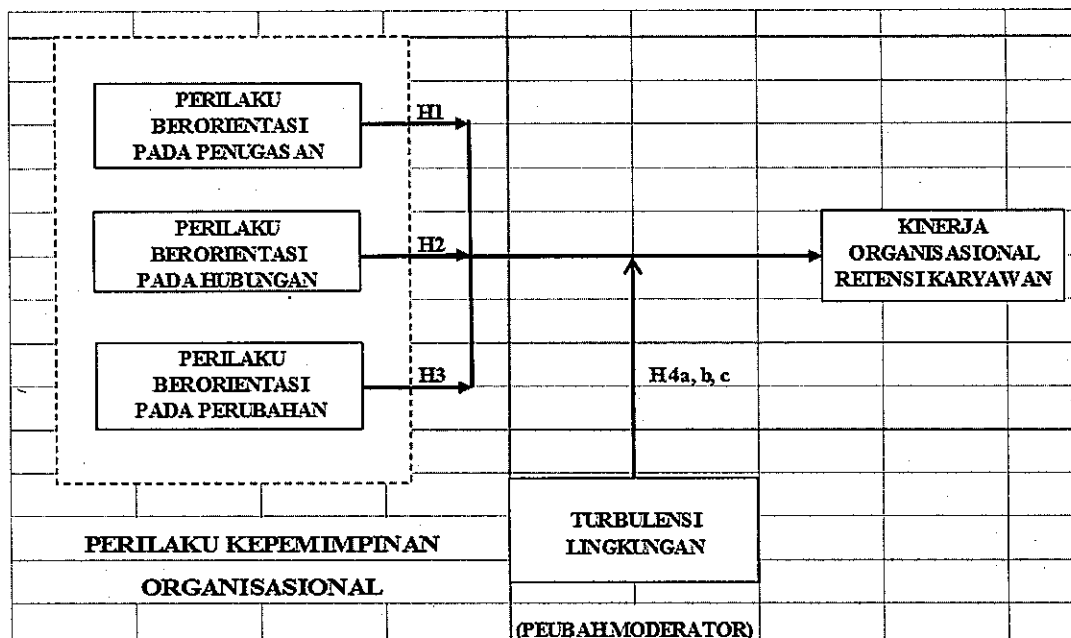 PERILAKU
BERORIENTASI
PADA PENUGASAN
H1
PERILAKU
BERORIENTASI
PADA HUBUNGAN
H2
PERILAKU
BERORIENTASI
PADA PERUBAHAN
H3
KINERJA
ORGANISASIONAL
RETENSI KARYAWAN
H4a, b, c
TURBULENSI
LINGKUNGAN
PERILAKU KEPEMIMPINAN
ORGANISASIONAL
(PEUBAH MODERATOR)